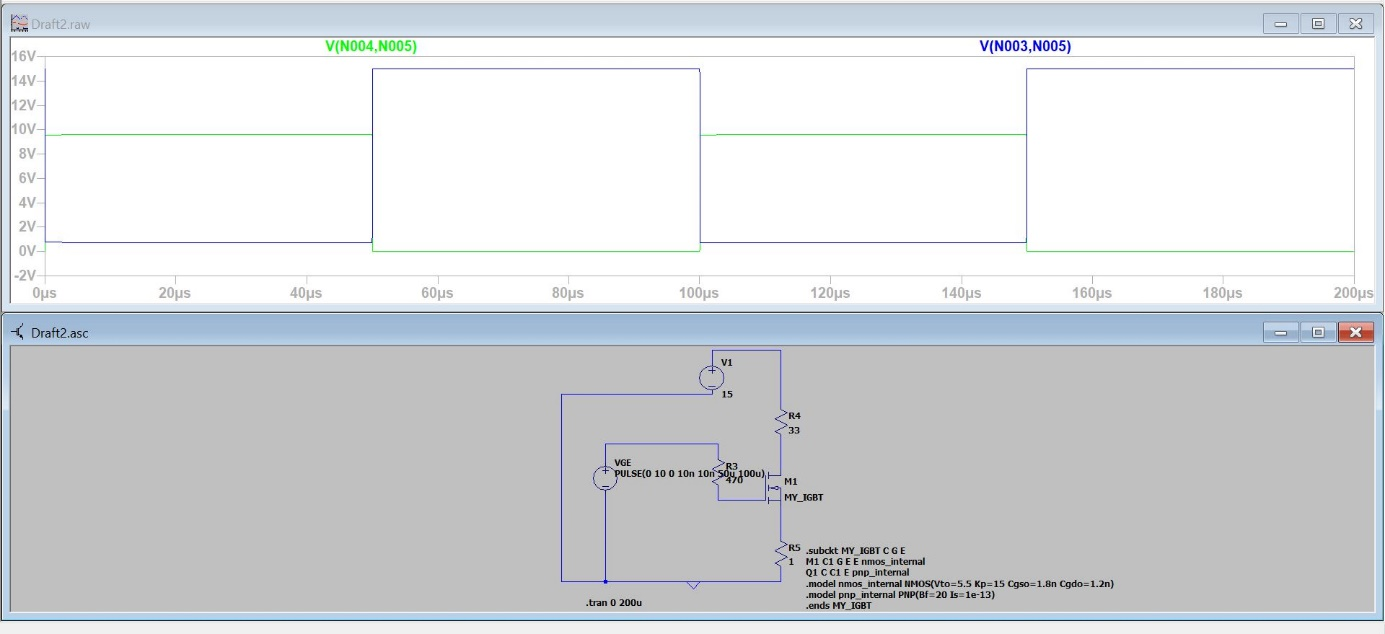 Draft2.raw
V(N004,N005)
V(N003,N005)
16V
14V
12V
10V
8V
6V
4V
2V
0V
-2V
0µs
20µs
40µs
60µs
80µs
100µs
120µs
140µs
160µs
180µs
200µs
Draft2.asc
V1
15
R4
33
VGE
PULSE(0 10 0 10n 10n 50u 100u)
R3
470
M1
MY_IGBT
R5
1
.subckt MY_IGBT C G E
M1 C1 G E E nmos_internal
Q1 C C1 E pnp_internal
.model nmos_internal NMOS(Vto=5.5 Kp=15 Cgso=1.8n Cgdo=1.2n)
.model pnp_internal PNP(Bf=20 Is=1e-13)
.ends MY_IGBT
.tran 0 200u